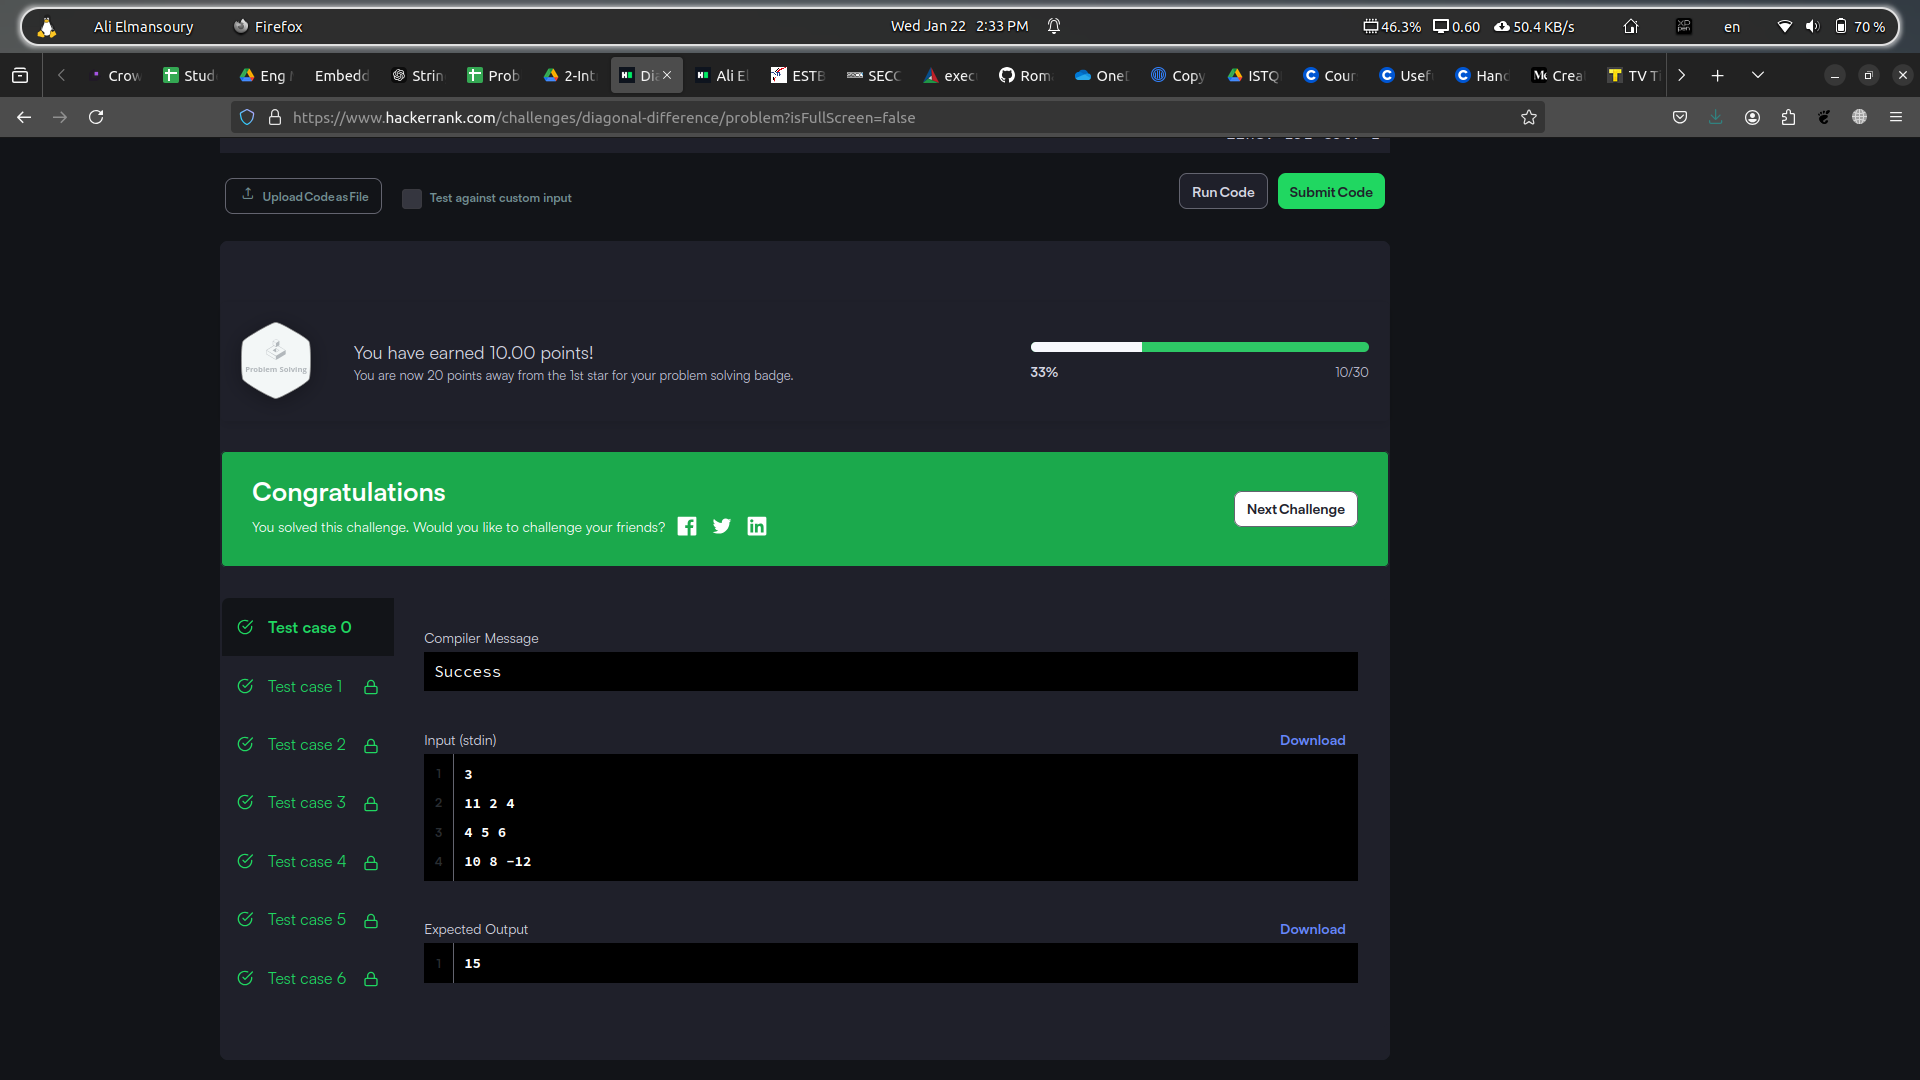 Ali Elmansoury Firefox Wed Jan 22 2:33 PM 46.3% 0.60 50.4 KB/s en 70 %
Crow Stud Eng Embedd Strin Prob 2-Int Dia Ali El ESTB SECC exec Rom OneD Copy ISTQ Cour Usef Hand Crea TV Ti
https://www.hackerrank.com/challenges/diagonal-difference/problem?isFullScreen=false
Upload Code as File Test against custom input Run Code Submit Code
Problem Solving
You have earned 10.00 points!
You are now 20 points away from the 1st star for your problem solving badge.
33% 10/30
Congratulations
You solved this challenge. Would you like to challenge your friends?
Next Challenge
Test case 0
Test case 1
Test case 2
Test case 3
Test case 4
Test case 5
Test case 6
Compiler Message
Success
Input (stdin) Download
1 3
2 11 2 4
3 4 5 6
4 10 8 -12
Expected Output Download
1 15